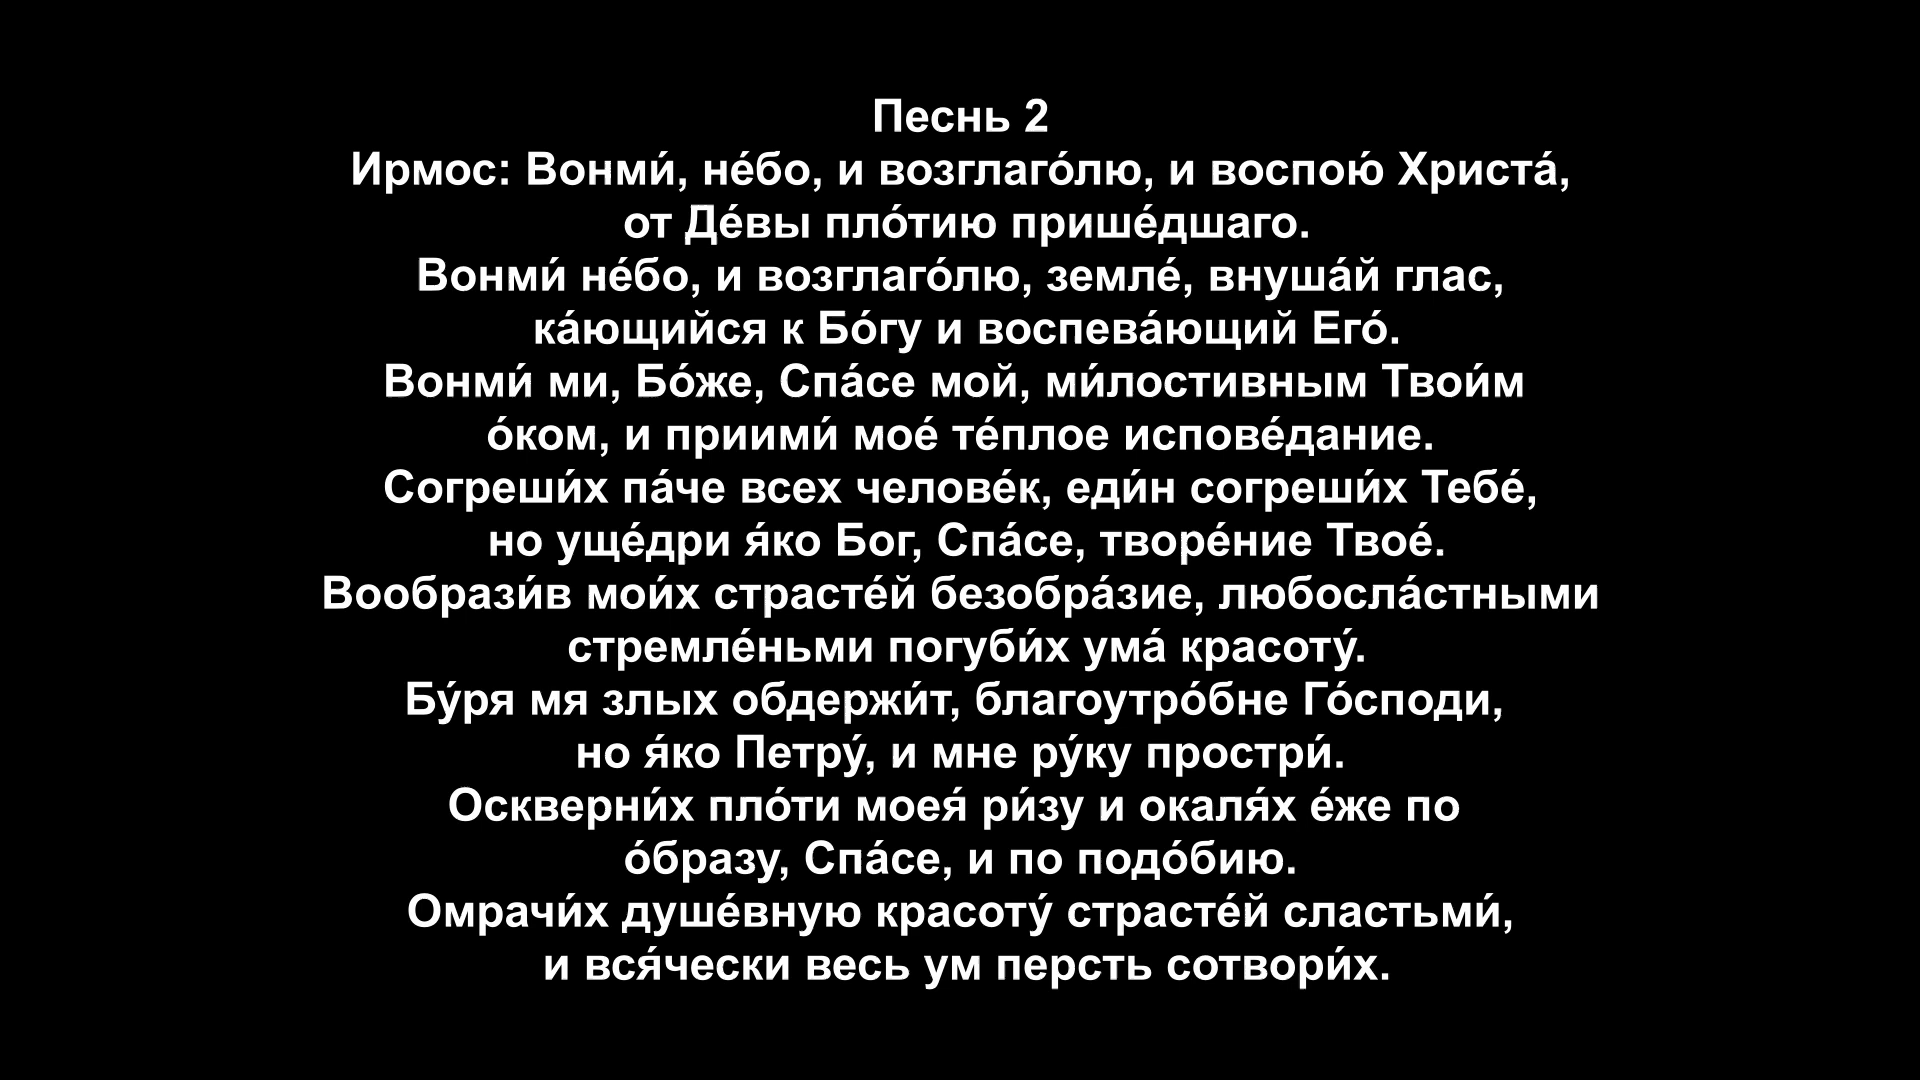 Песнь 2
Ирмос: Вонми́, не́бо, и возглаго́лю, и воспою́ Христа́,
от Де́вы пло́тию прише́дшаго.
Вонми́ не́бо, и возглаго́лю, земле́, внуша́й глас,
ка́ющийся к Бо́гу и воспева́ющий Его́.
Вонми́ ми, Бо́же, Спа́се мой, ми́лостивным Твои́м
о́ком, и приими́ мое́ те́плое испове́дание.
Согреши́х па́че всех челове́к, еди́н согреши́х Тебе́,
но уще́дри я́ко Бог, Спа́се, творе́ние Твое́.
Вообрази́в мои́х страсте́й безобра́зие, любосла́стными
стремле́ньми погуби́х ума́ красоту́.
Бу́ря мя злых обдержи́т, благоутро́бне Го́споди,
но я́ко Петру́, и мне ру́ку простри́.
Оскверни́х пло́ти моея́ ри́зу и окаля́х е́же по
о́бразу, Спа́се, и по подо́бию.
Омрачи́х душе́вную красоту́ страсте́й сластьми́,
и вся́чески весь ум персть сотвори́х.